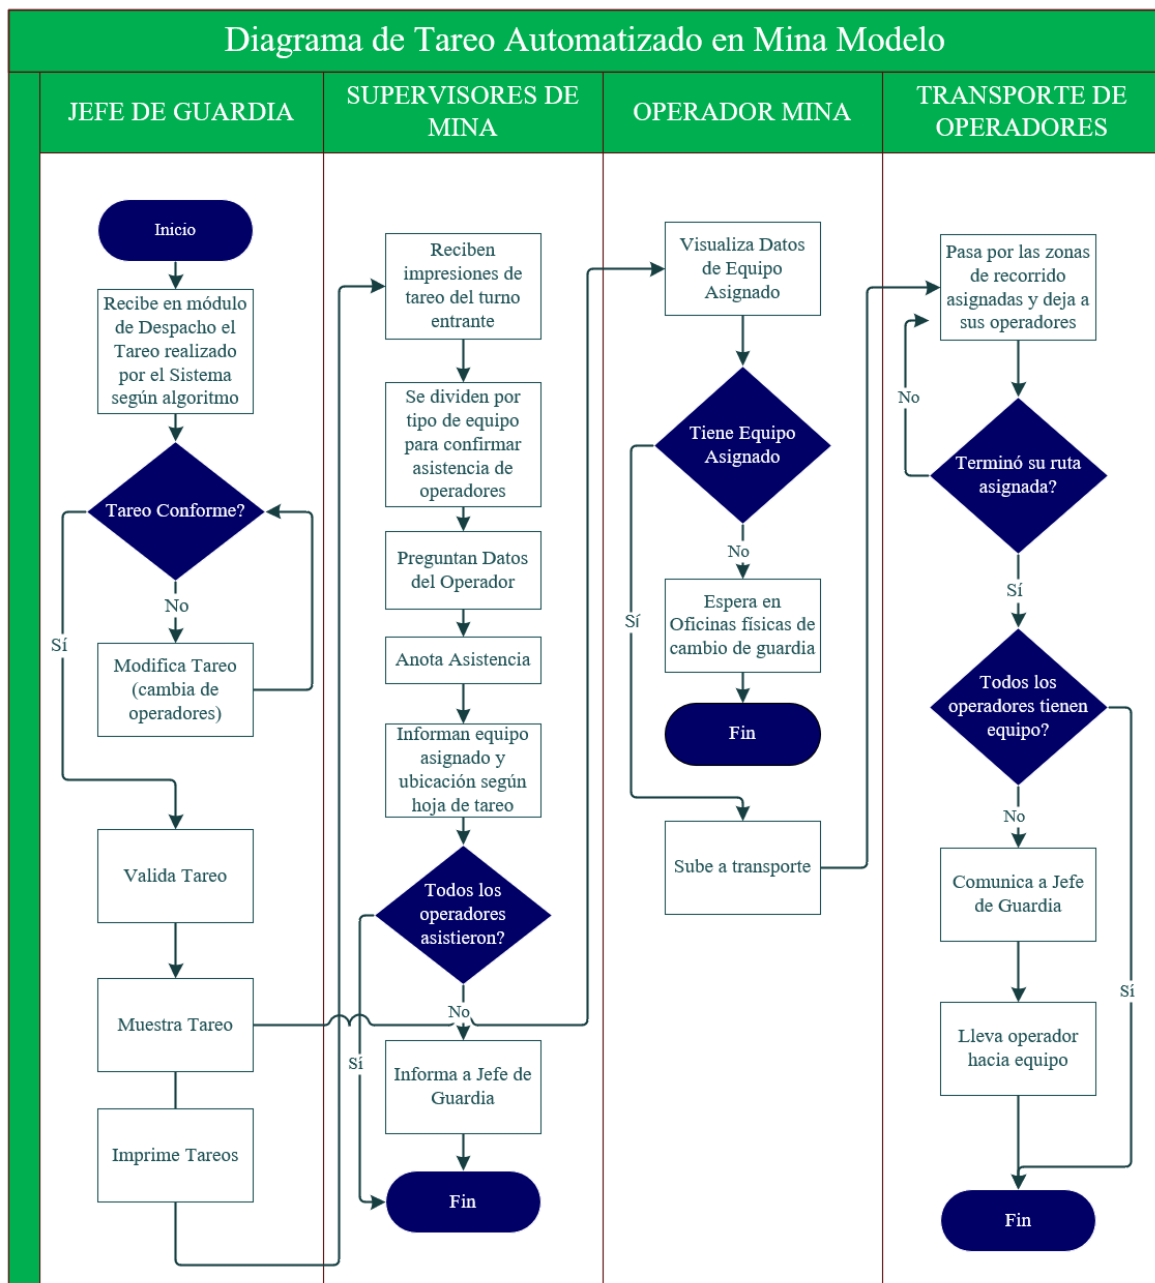 Diagrama de Tareo Automatizado en Mina Modelo
JEFE DE GUARDIA
SUPERVISORES DE
MINA
OPERADOR MINA
TRANSPORTE DE
OPERADORES
Inicio
Recibe en módulo
de Despacho el
Tareo realizado
por el Sistema
según algoritmo
Tareo Conforme?
No
Sí
Modifica Tareo
(cambia de
operadores)
Valida Tareo
Muestra Tareo
Imprime Tareos
Reciben
impresiones de
tareo del turno
entrante
Se dividen por
tipo de equipo
para confirmar
asistencia de
operadores
Preguntan Datos
del Operador
Anota Asistencia
Informan equipo
asignado y
ubicación según
hoja de tareo
Todos los
operadores
asistieron?
No
Sí
Informa a Jefe de
Guardia
Fin
Visualiza Datos
de Equipo
Asignado
Tiene Equipo
Asignado
No
Sí
Espera en
Oficinas físicas de
cambio de guardia
Fin
Sube a transporte
Pasa por las zonas
de recorrido
asignadas y deja a
sus operadores
No
Terminó su ruta
asignada?
Sí
Todos los
operadores tienen
equipo?
No
Comunica a Jefe
de Guardia
Sí
Lleva operador
hacia equipo
Fin